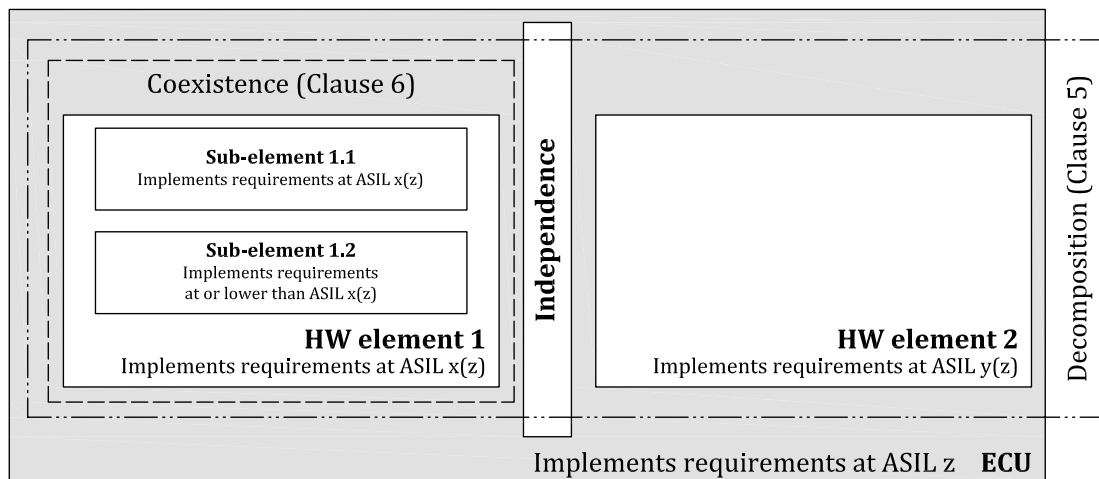 Coexistence (Clause 6)
Sub-element 1.1
Implements requirements at ASIL x(z)
Sub-element 1.2
Implements requirements
at or lower than ASIL x(z)
HW element 1
Implements requirements at ASIL x(z)
Independence
HW element 2
Implements requirements at ASIL y(z)
Decomposition (Clause 5)
Implements requirements at ASIL z ECU